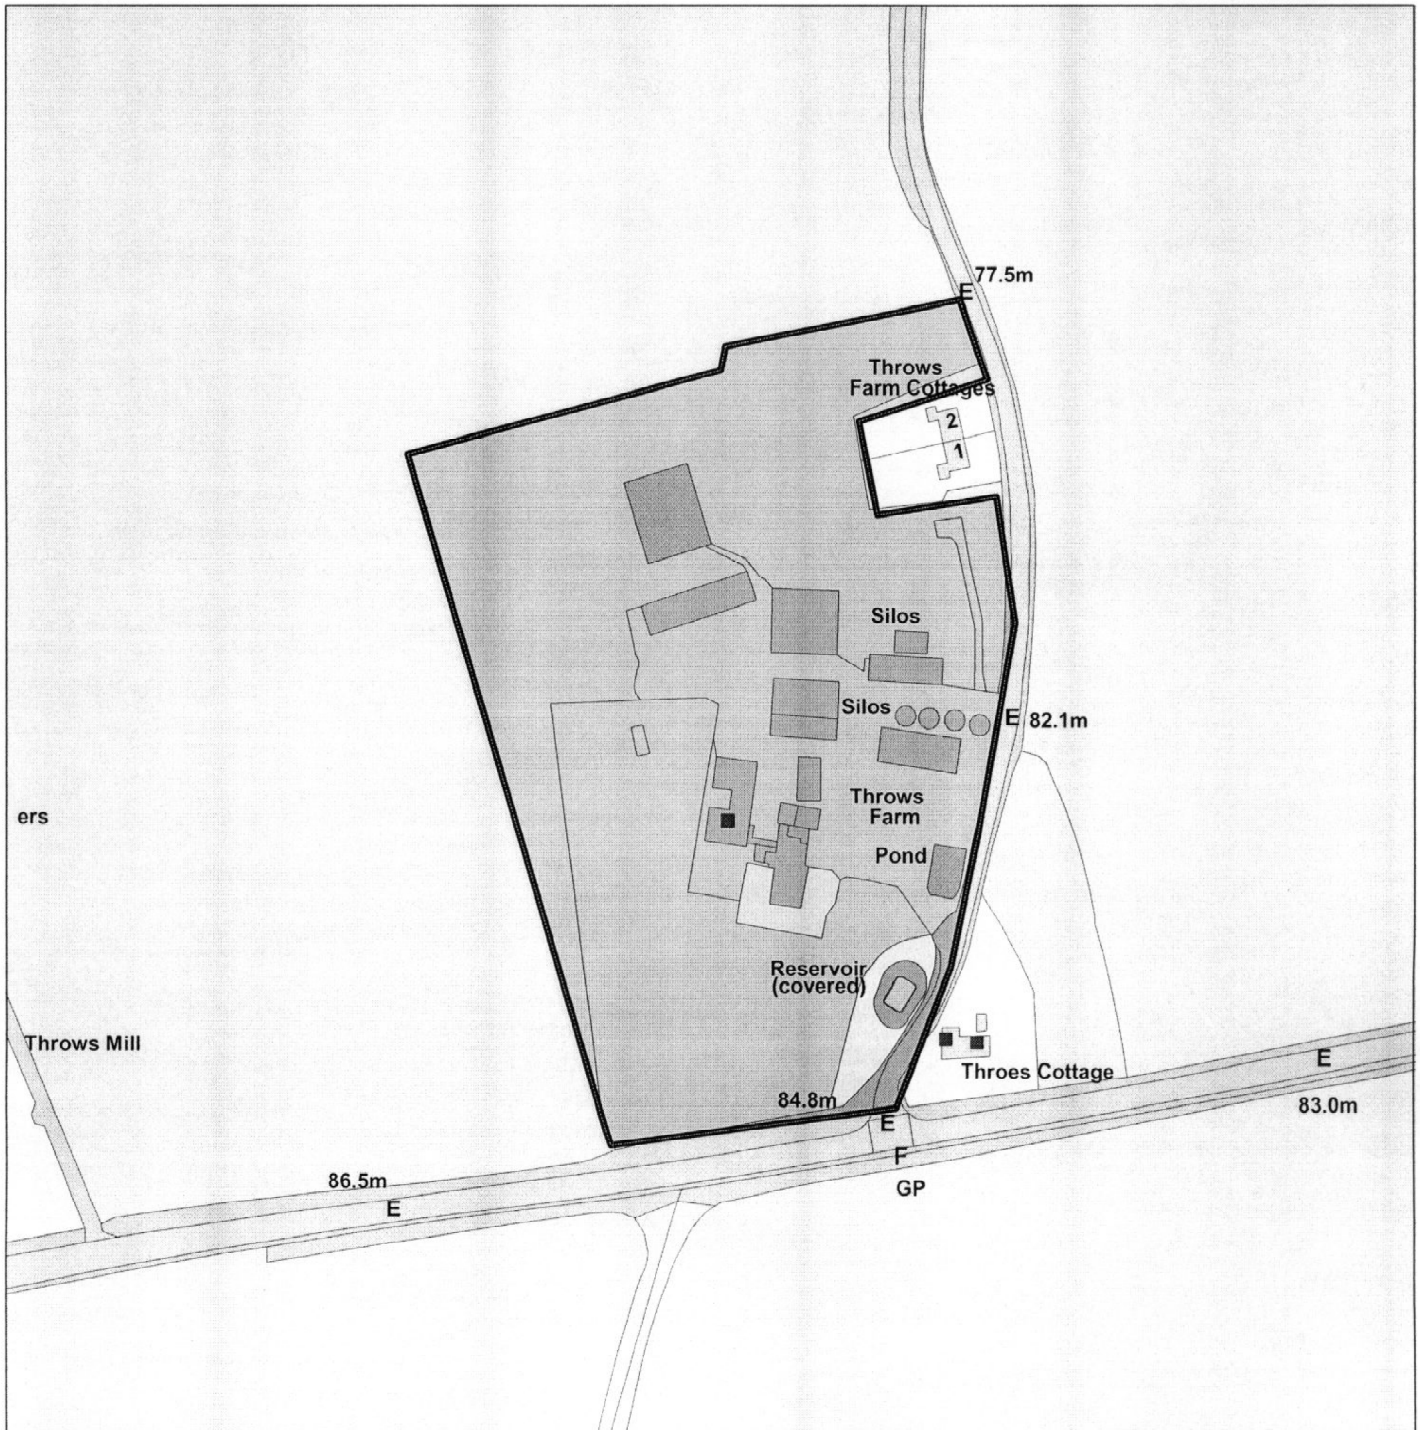 77.5m
E
Throws
Farm Cottages
2
1
Silos
Silos
E 82.1m
Throws
Farm
ers
Pond
Reservoir
(covered)
Throws Mill
Throes Cottage
E
84.8m
83.0m
E
F
86.5m
GP
E